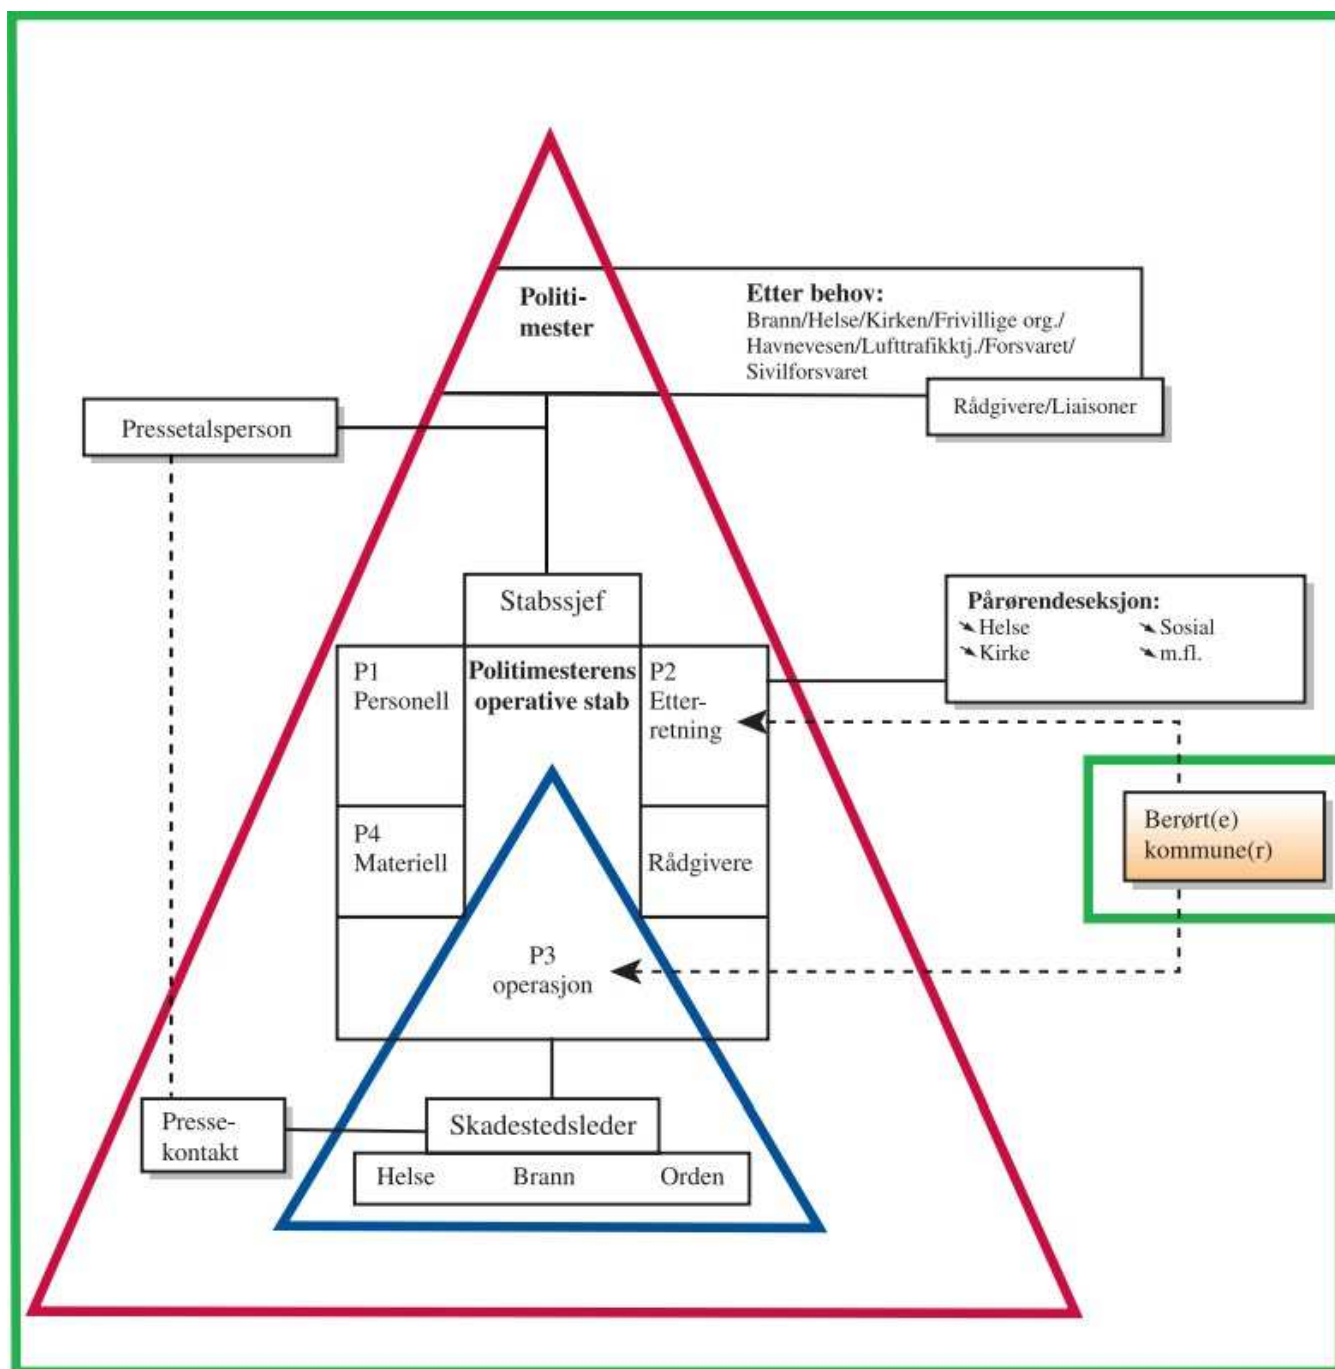 Politi-
mester
Etter behov:
Brann/Helse/Kirken/Frivillige org./
Havnevesen/Lufttrafikktj./Forsvaret/
Sivilforsvaret
Rådgivere/Liaisoner
Pressetalsperson
Stabssjef
Pårørendeseksjon:
Helse
Sosial
Kirke
m.fl.
P1
Personell
Politimesterens
operative stab
P2
Etter-
retning
Berørt(e)
kommune(r)
P4
Materiell
Rådgivere
P3
operasjon
Presse-
kontakt
Skadestedsleder
Helse Brann Orden